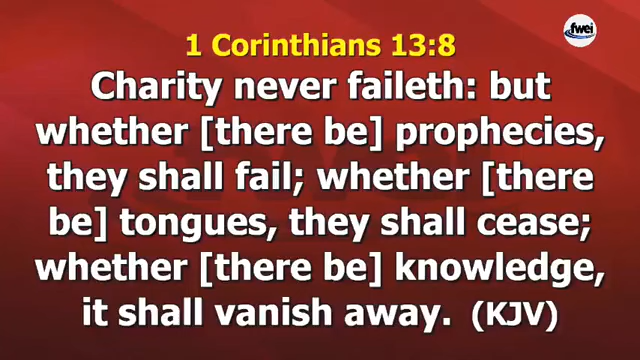 fwei
1 Corinthians 13:8
Charity never faileth: but
whether [there be] prophecies,
they shall fail; whether [there
be] tongues, they shall cease;
whether [there be] knowledge,
it shall vanish away. (KJV)